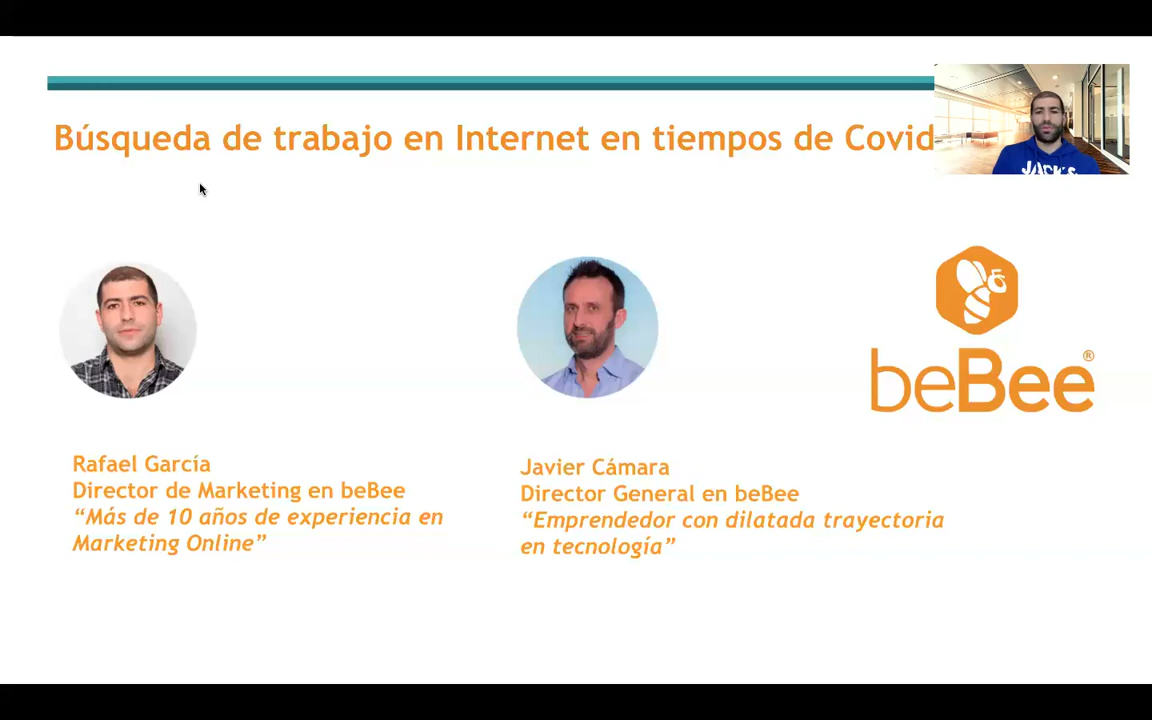 Búsqueda de trabajo en Internet en tiempos de Covid
JACK &
beBee®
Rafael García
Director de Marketing en beBee
“Más de 10 años de experiencia en
Marketing Online”
Javier Cámara
Director General en beBee
“Emprendedor con dilatada trayectoria
en tecnología”